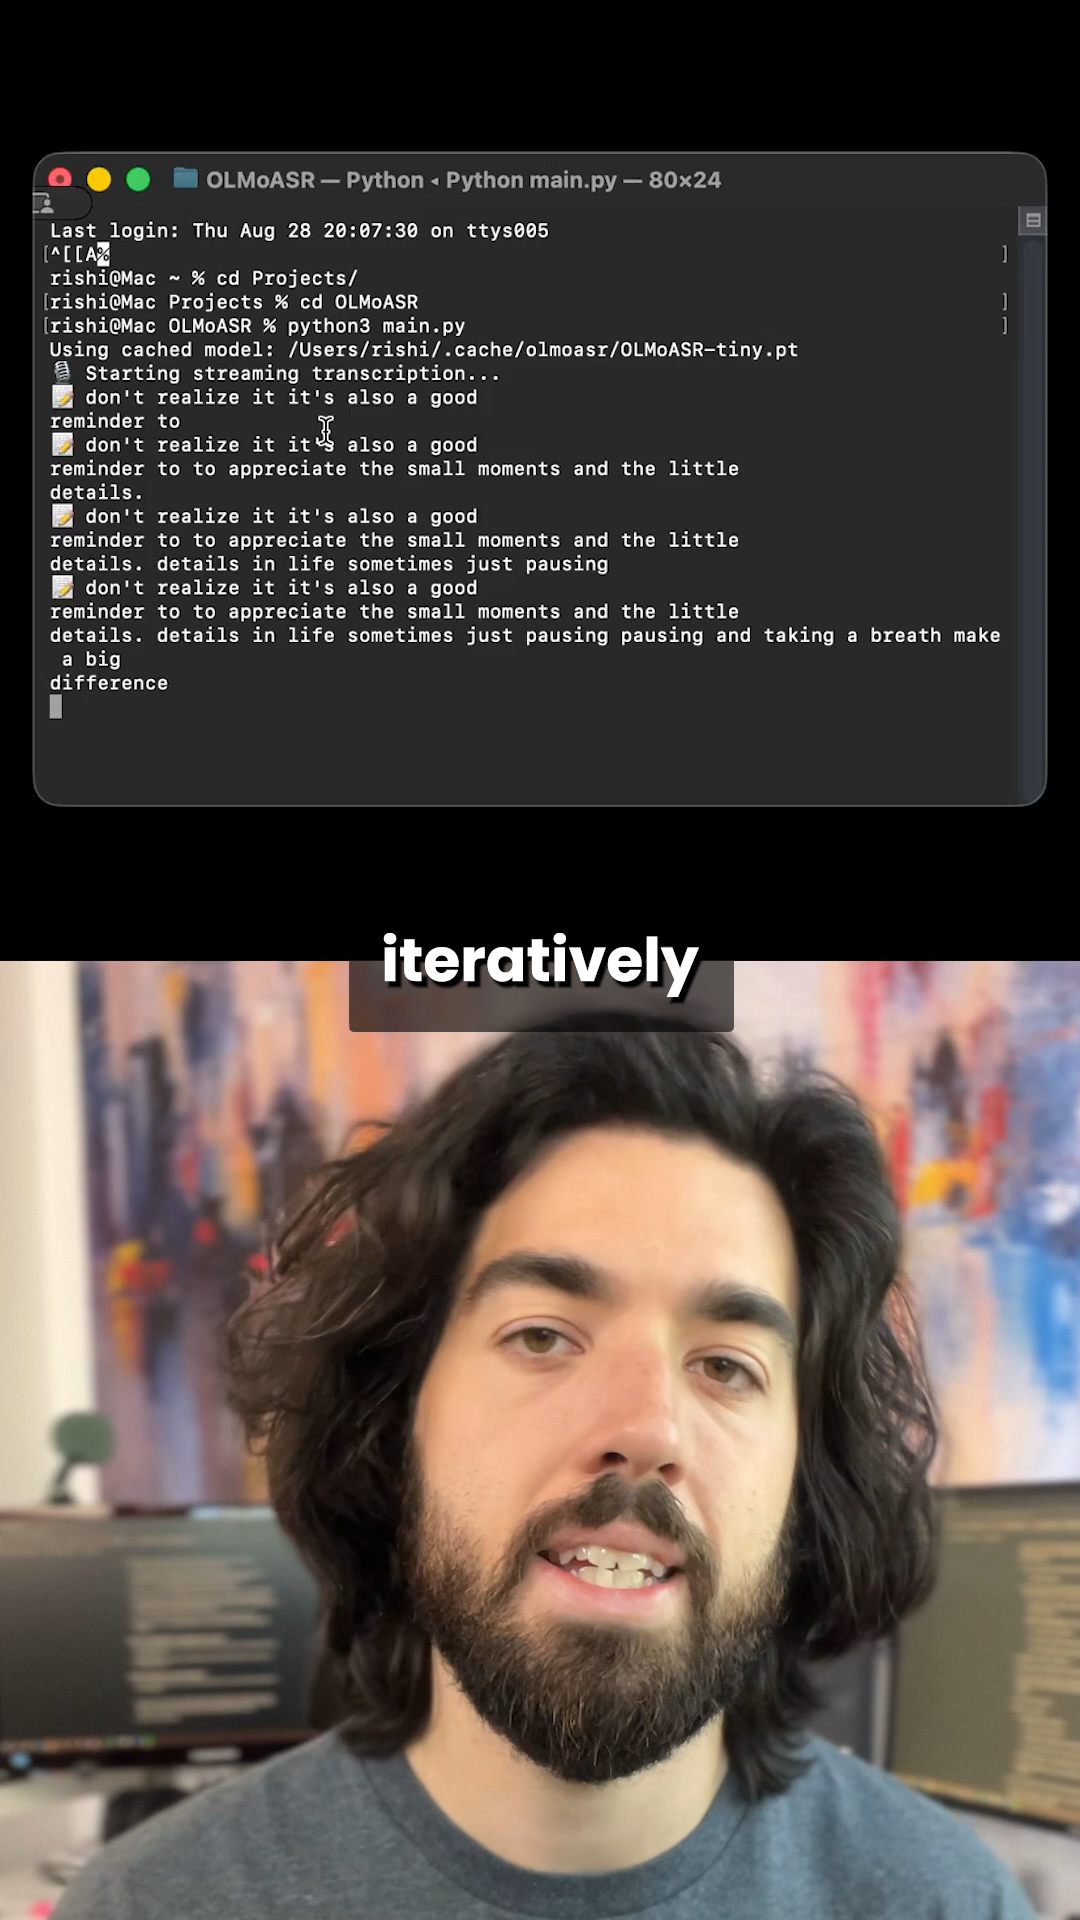 OLMoASR — Python ◂ Python main.py — 80×24
Last login: Thu Aug 28 20:07:30 on ttys005
[^[[A% ]
rishi@Mac ~ % cd Projects/
[rishi@Mac Projects % cd OLMoASR ]
[rishi@Mac OLMoASR % python3 main.py ]
Using cached model: /Users/rishi/.cache/olmoasr/OLMoASR-tiny.pt
🎙 Starting streaming transcription...
📝 don't realize it it's also a good
reminder to
📝 don't realize it it's also a good
reminder to to appreciate the small moments and the little
details.
📝 don't realize it it's also a good
reminder to to appreciate the small moments and the little
details. details in life sometimes just pausing
📝 don't realize it it's also a good
reminder to to appreciate the small moments and the little
details. details in life sometimes just pausing pausing and taking a breath make
a big
difference
iteratively